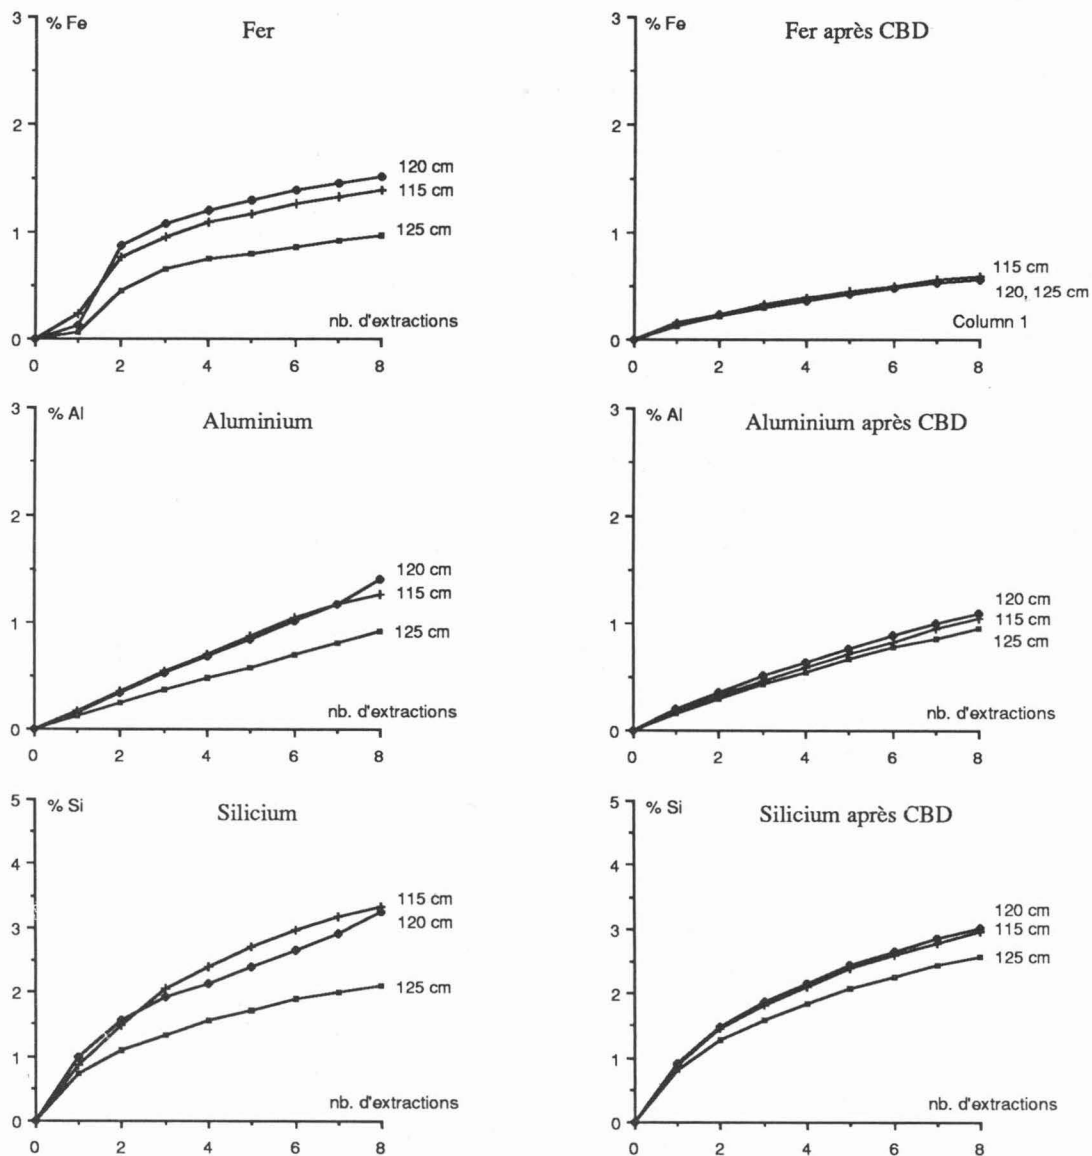 % Fe
Fer
3
2
1
0
120 cm
115 cm
125 cm
nb. d'extractions
0 2 4 6 8
% Fe
Fer après CBD
3
2
1
0
115 cm
120, 125 cm
Column 1
0 2 4 6 8
% Al
Aluminium
3
2
1
0
120 cm
115 cm
125 cm
nb. d'extractions
0 2 4 6 8
% Al
Aluminium après CBD
3
2
1
0
120 cm
115 cm
125 cm
nb. d'extractions
0 2 4 6 8
% Si
Silicium
5
4
3
2
1
0
115 cm
120 cm
125 cm
nb. d'extractions
0 2 4 6 8
% Si
Silicium après CBD
5
4
3
2
1
0
120 cm
115 cm
125 cm
nb. d'extractions
0 2 4 6 8